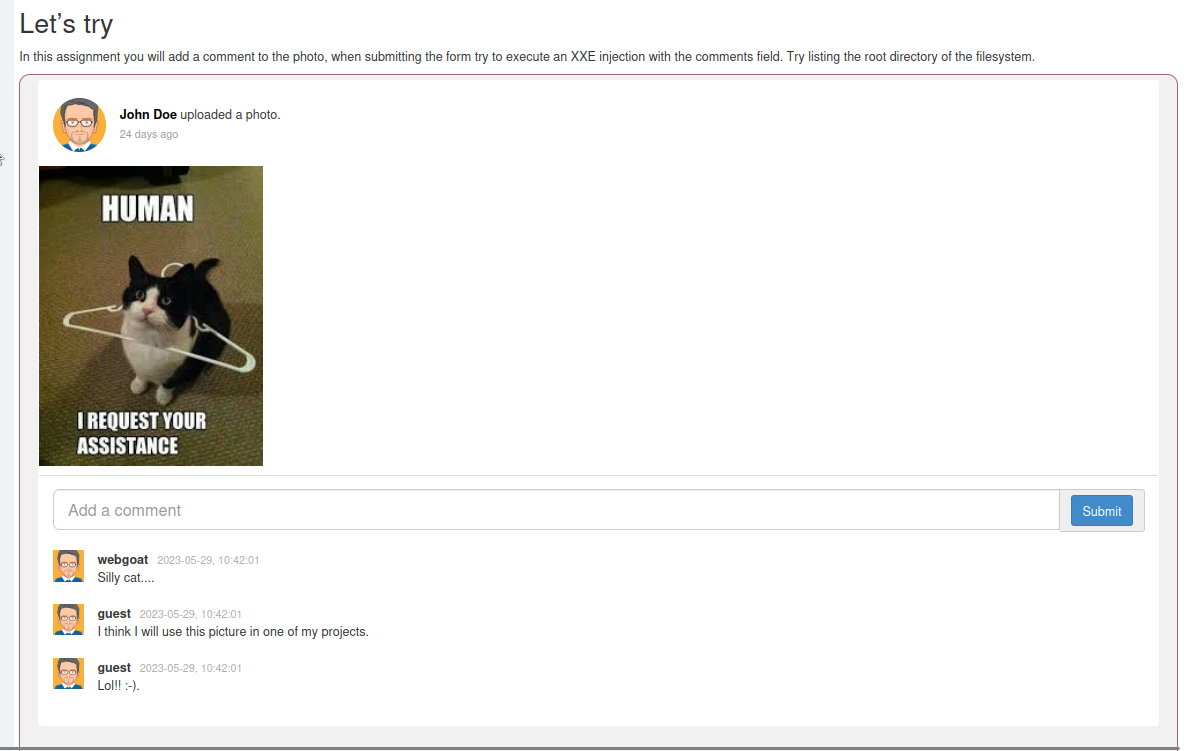 Let’s try
In this assignment you will add a comment to the photo, when submitting the form try to execute an XXE injection with the comments field. Try listing the root directory of the filesystem.
John Doe uploaded a photo.
24 days ago
HUMAN
I REQUEST YOUR
ASSISTANCE
Add a comment
Submit
webgoat 2023-05-29, 10:42:01
Silly cat....
guest 2023-05-29, 10:42:01
I think I will use this picture in one of my projects.
guest 2023-05-29, 10:42:01
Lol!! :-).